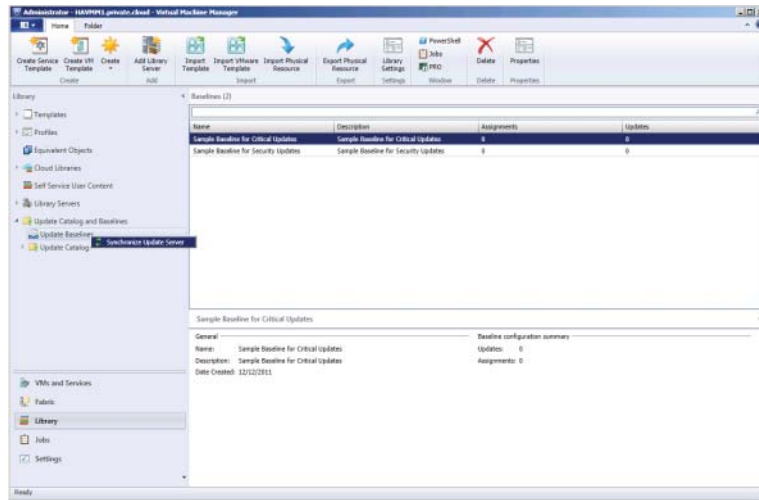 Administrator - HAVMM1.private.cloud - Virtual Machine Manager
Home Folder
Create Service Template
Create VM Template
Create
Add Library Server
Import Template
Import VMware Template
Import Physical Resource
Export Physical Resource
Library Settings
PowerShell
Jobs
PRO
Delete
Properties
Create Add Import Export Settings Window Delete Properties
Library
Templates
Profiles
Equivalent Objects
Cloud Libraries
Self Service User Content
Library Servers
Update Catalog and Baselines
Update Baselines
Synchronize Update Server
Update Catalog
VMs and Services
Fabric
Library
Jobs
Settings
Baselines (2)
Name Description Assignments Updates
Sample Baseline for Critical Updates Sample Baseline for Critical Updates 0 0
Sample Baseline for Security Updates Sample Baseline for Security Updates 0 0
Sample Baseline for Critical Updates
General
Name: Sample Baseline for Critical Updates
Description: Sample Baseline for Critical Updates
Date Created: 12/12/2011
Baseline configuration summary
Updates: 0
Assignments: 0
Ready